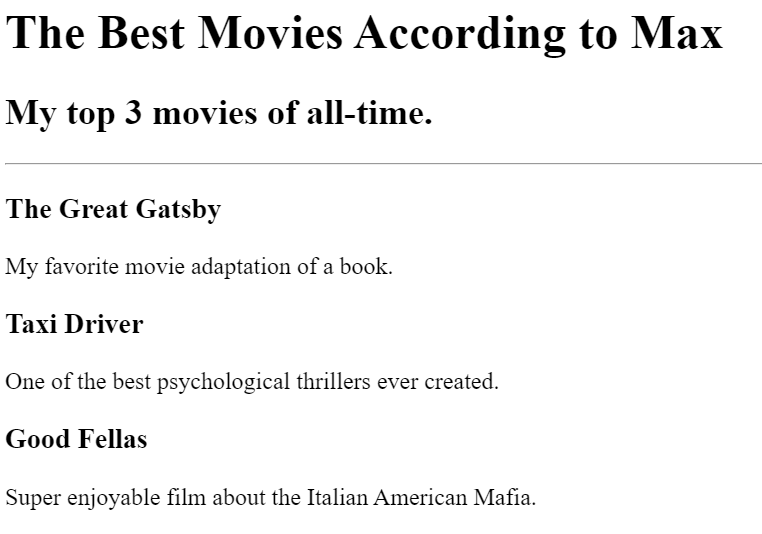 The Best Movies According to Max
My top 3 movies of all-time.
The Great Gatsby
My favorite movie adaptation of a book.
Taxi Driver
One of the best psychological thrillers ever created.
Good Fellas
Super enjoyable film about the Italian American Mafia.